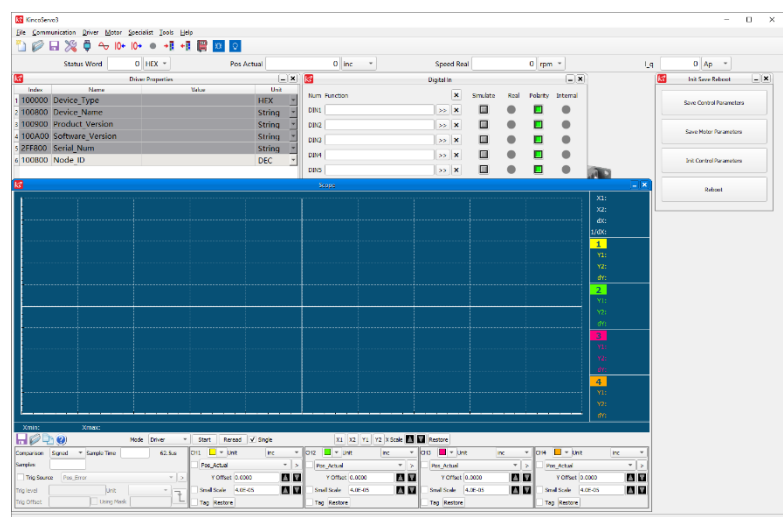 KincoServo3
File Communication Driver Motor Specialist Tools Help
Status Word 0 HEX Pos Actual 0 inc Speed Real 0 rpm I_q 0 Ap
Driver Properties
Index Name Value Unit
1 100000 Device_Type HEX
2 100800 Device_Name String
3 100900 Product_Version String
4 100A00 Software_Version String
5 2FF800 Serial_Num String
6 100B00 Node_ID DEC
Digital In
Num Function Simulate Real Polarity Internal
DIN1 >>
DIN2 >>
DIN3 >>
DIN4 >>
DIN5 >>
Init Save Reboot
Save Control Parameters
Save Motor Parameters
Init Control Parameters
Reboot
Scope
X1:
X2:
dX:
1/dX:
1
Y1:
Y2:
dY:
2
Y1:
Y2:
dY:
3
Y1:
Y2:
dY:
4
Y1:
Y2:
dY:
Xmin: Xmax:
Mode Driver Start Reread Single X1 X2 Y1 Y2 X Scale Restore
Comparison Signed Sample Time 62.5us CH1 Unit inc CH2 Unit inc CH3 Unit inc CH4 Unit inc
Samples Pos_Actual > Pos_Actual > Pos_Actual > Pos_Actual >
Trig Source Pos_Error > Y Offset 0.0000 Y Offset 0.0000 Y Offset 0.0000 Y Offset 0.0000
Trig level Unit Small Scale 4.0E-05 Small Scale 4.0E-05 Small Scale 4.0E-05 Small Scale 4.0E-05
Trig Offset Using Mask Tag Restore Tag Restore Tag Restore Tag Restore